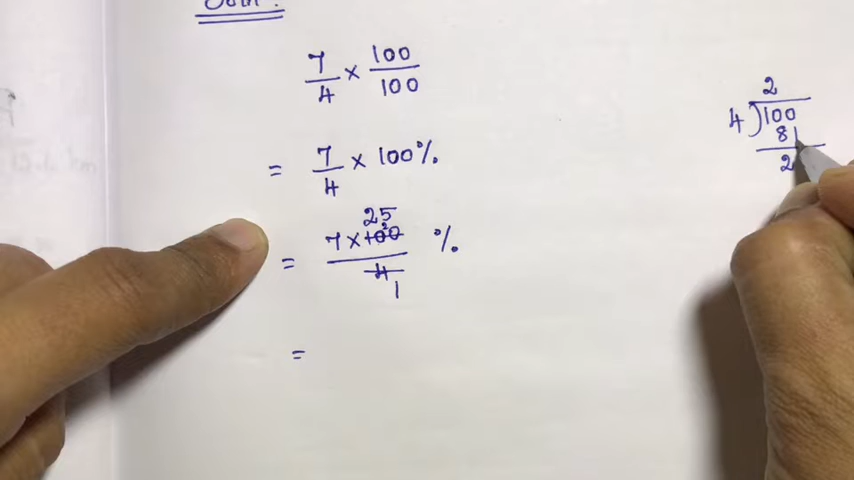 7/4 × 100/100
= 7/4 × 100%
25
= 7 × 100/4 %
1
=
2
4)100
8
2